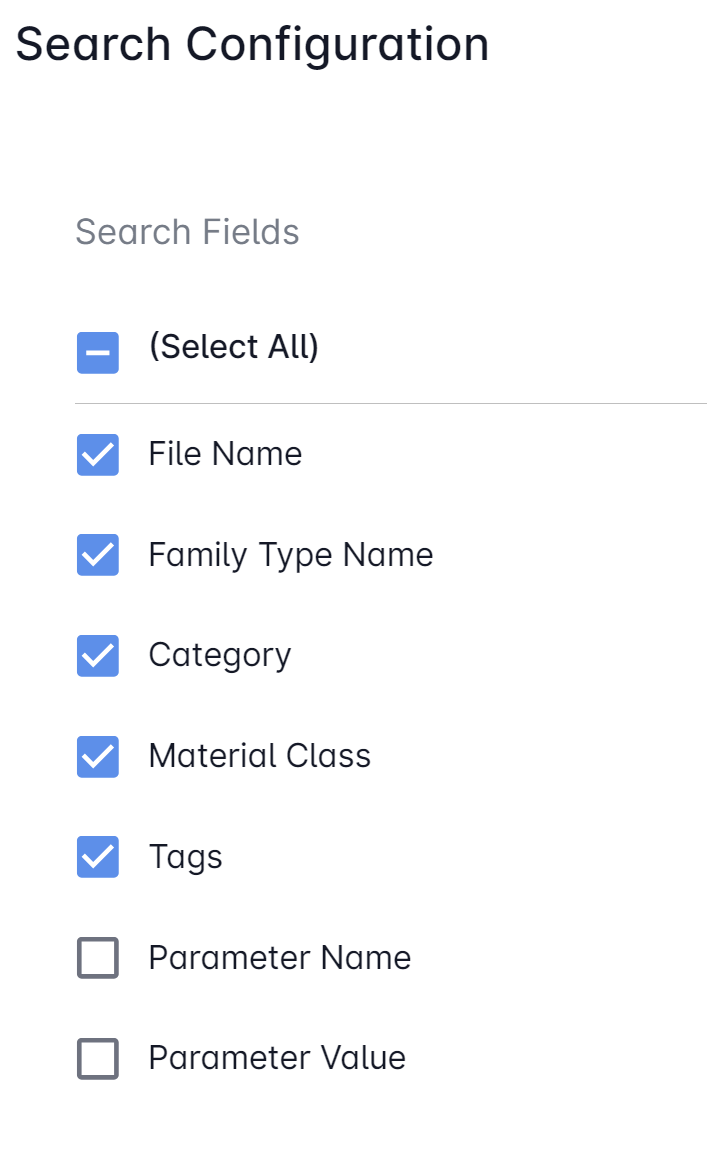 Search Configuration
Search Fields
(Select All)
File Name
Family Type Name
Category
Material Class
Tags
Parameter Name
Parameter Value